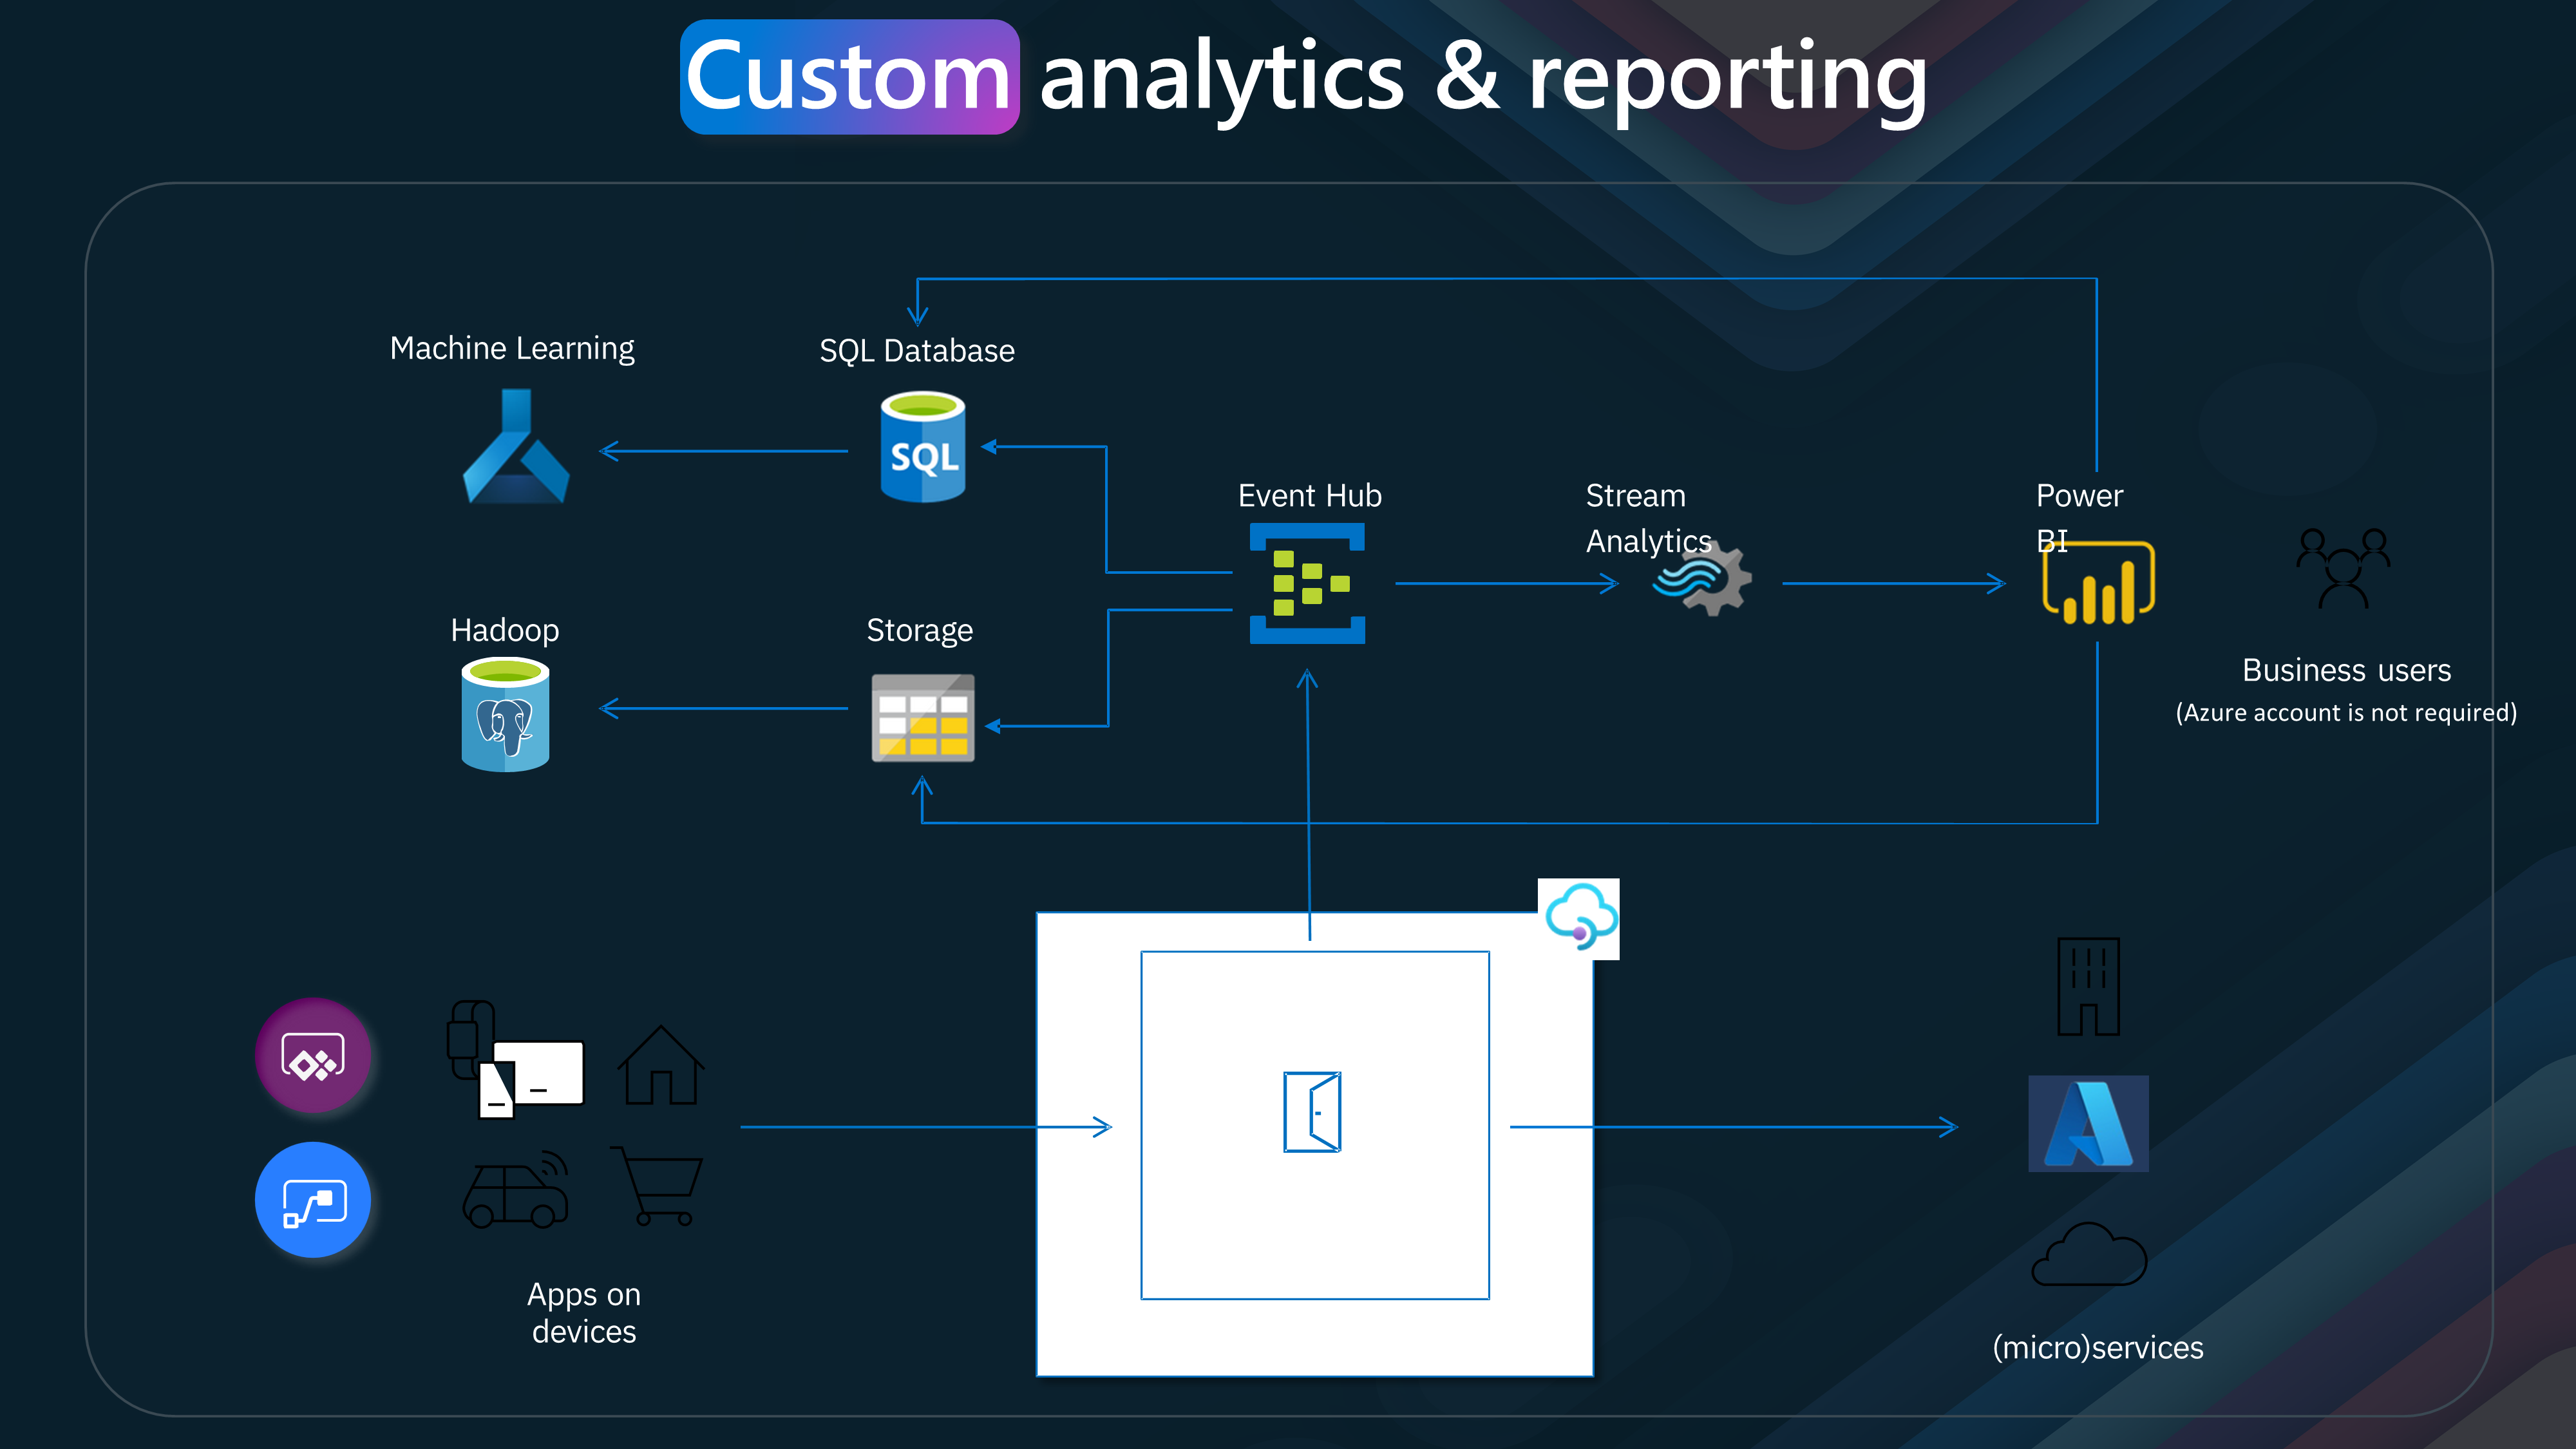 Custom analytics & reporting
Machine Learning
SQL Database
SQL
Event Hub
Stream
Analytics
Power
BI
Hadoop
Storage
Business users
(Azure account is not required)
Apps on
devices
(micro)services